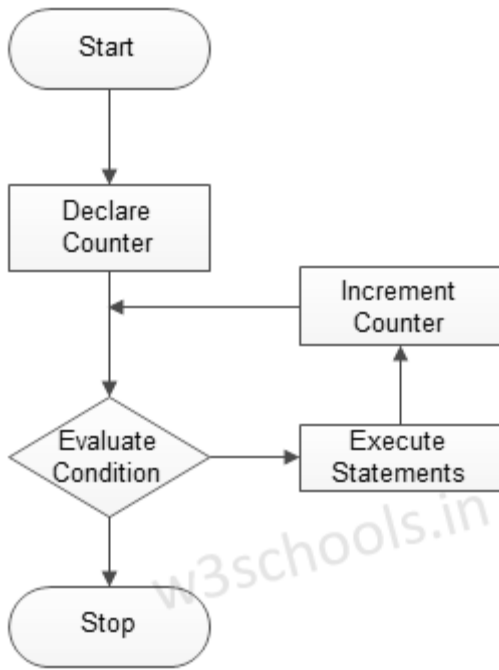 Start
Declare
Counter
Increment
Counter
Evaluate
Condition
Execute
Statements
w3schools.in
Stop